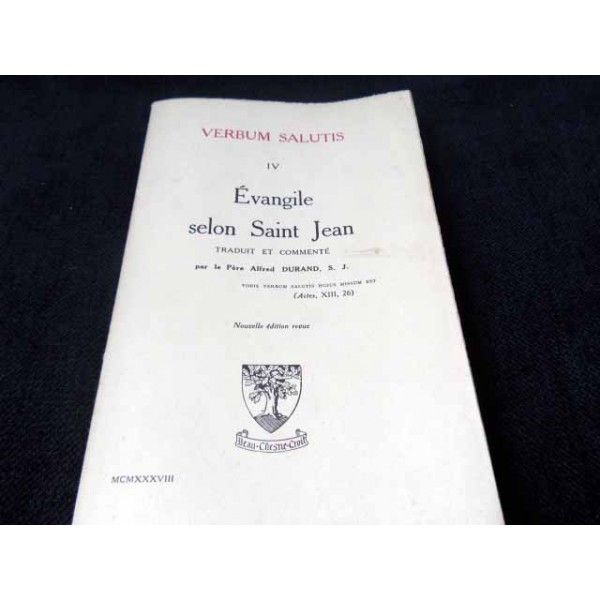 VERBUM SALUTIS
IV
Évangile
selon Saint Jean
TRADUIT ET COMMENTÉ
par le Père Alfred DURAND, S. J.
VOBIS VERBUM SALUTIS HUJUS MISSUM EST
(Actes, XIII, 26)
Nouvelle édition revue
Beau-Chesne-Croit
MCMXXXVIII